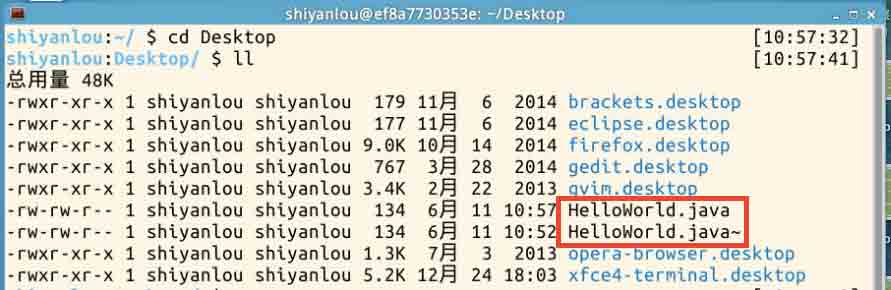 shiyanlou@ef8a7730353e: ~/Desktop
shiyanlou:~/ $ cd Desktop [10:57:32]
shiyanlou:Desktop/ $ ll [10:57:41]
总用量 48K
-rwxr-xr-x 1 shiyanlou shiyanlou 179 11月 6 2014 brackets.desktop
-rwxr-xr-x 1 shiyanlou shiyanlou 177 11月 6 2014 eclipse.desktop
-rwxr-xr-x 1 shiyanlou shiyanlou 9.0K 10月 14 2014 firefox.desktop
-rwxr-xr-x 1 shiyanlou shiyanlou 767 3月 28 2014 gedit.desktop
-rwxr-xr-x 1 shiyanlou shiyanlou 3.4K 2月 22 2013 gvim.desktop
-rw-rw-r-- 1 shiyanlou shiyanlou 134 6月 11 10:57 HelloWorld.java
-rw-rw-r-- 1 shiyanlou shiyanlou 134 6月 11 10:52 HelloWorld.java~
-rwxr-xr-x 1 shiyanlou shiyanlou 1.3K 7月 3 2013 opera-browser.desktop
-rwxr-xr-x 1 shiyanlou shiyanlou 5.2K 12月 24 18:03 xfce4-terminal.desktop